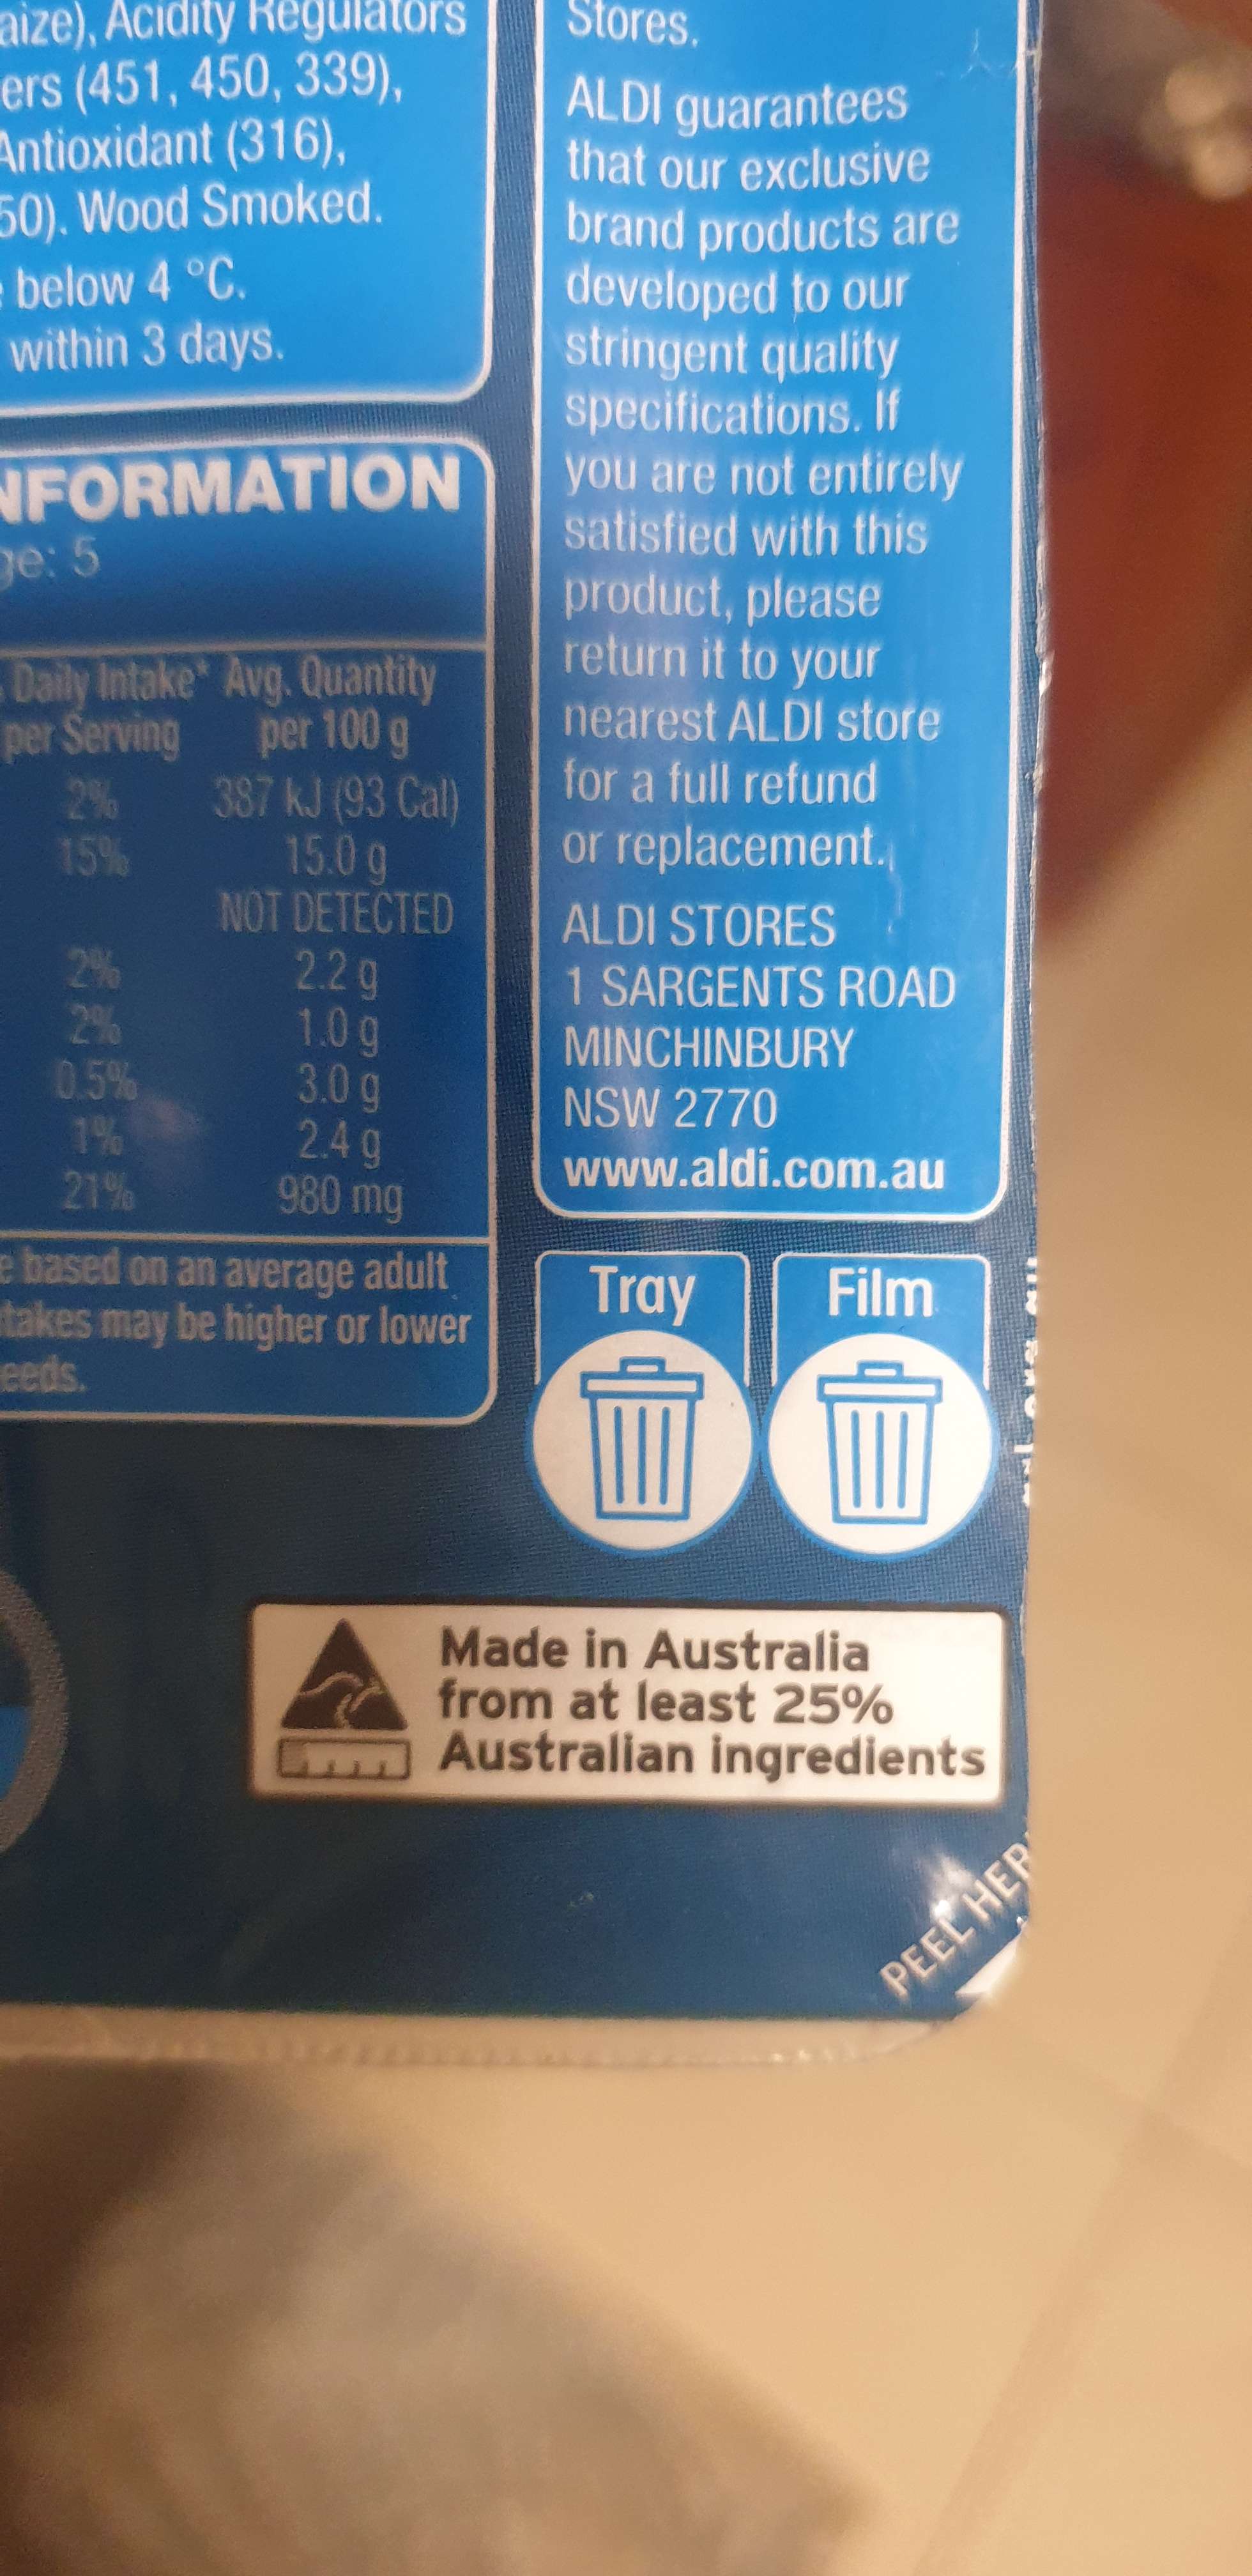 aize), Acidity Regulators
ers (451, 450, 339),
Antioxidant (316),
50). Wood Smoked.
below 4 °C.
within 3 days.
NFORMATION
ge: 5
Daily Intake* Avg. Quantity
per Serving per 100 g
2% 387 kJ (93 Cal)
15% 15.0 g
NOT DETECTED
2% 2.2 g
2% 1.0 g
0.5% 3.0 g
1% 2.4 g
21% 980 mg
e based on an average adult
takes may be higher or lower
eeds.
Stores.
ALDI guarantees
that our exclusive
brand products are
developed to our
stringent quality
specifications. If
you are not entirely
satisfied with this
product, please
return it to your
nearest ALDI store
for a full refund
or replacement.
ALDI STORES
1 SARGENTS ROAD
MINCHINBURY
NSW 2770
www.aldi.com.au
Tray Film
Made in Australia
from at least 25%
Australian ingredients
PEEL HER